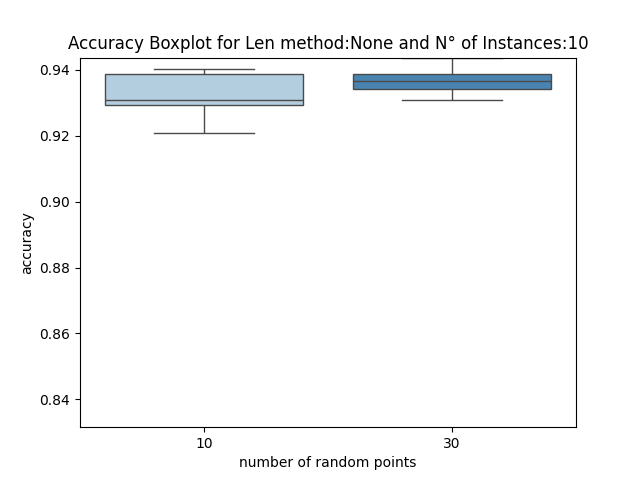 Accuracy Boxplot for Len method:None and N° of Instances:10
0.94
0.92
0.90
0.88
0.86
0.84
accuracy
10
30
number of random points